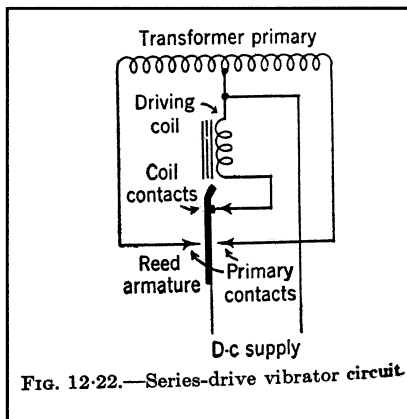 Transformer primary
Driving
coil
Coil
contacts
Reed
armature
Primary
contacts
D-c supply
FIG. 12·22.—Series-drive vibrator circuit.